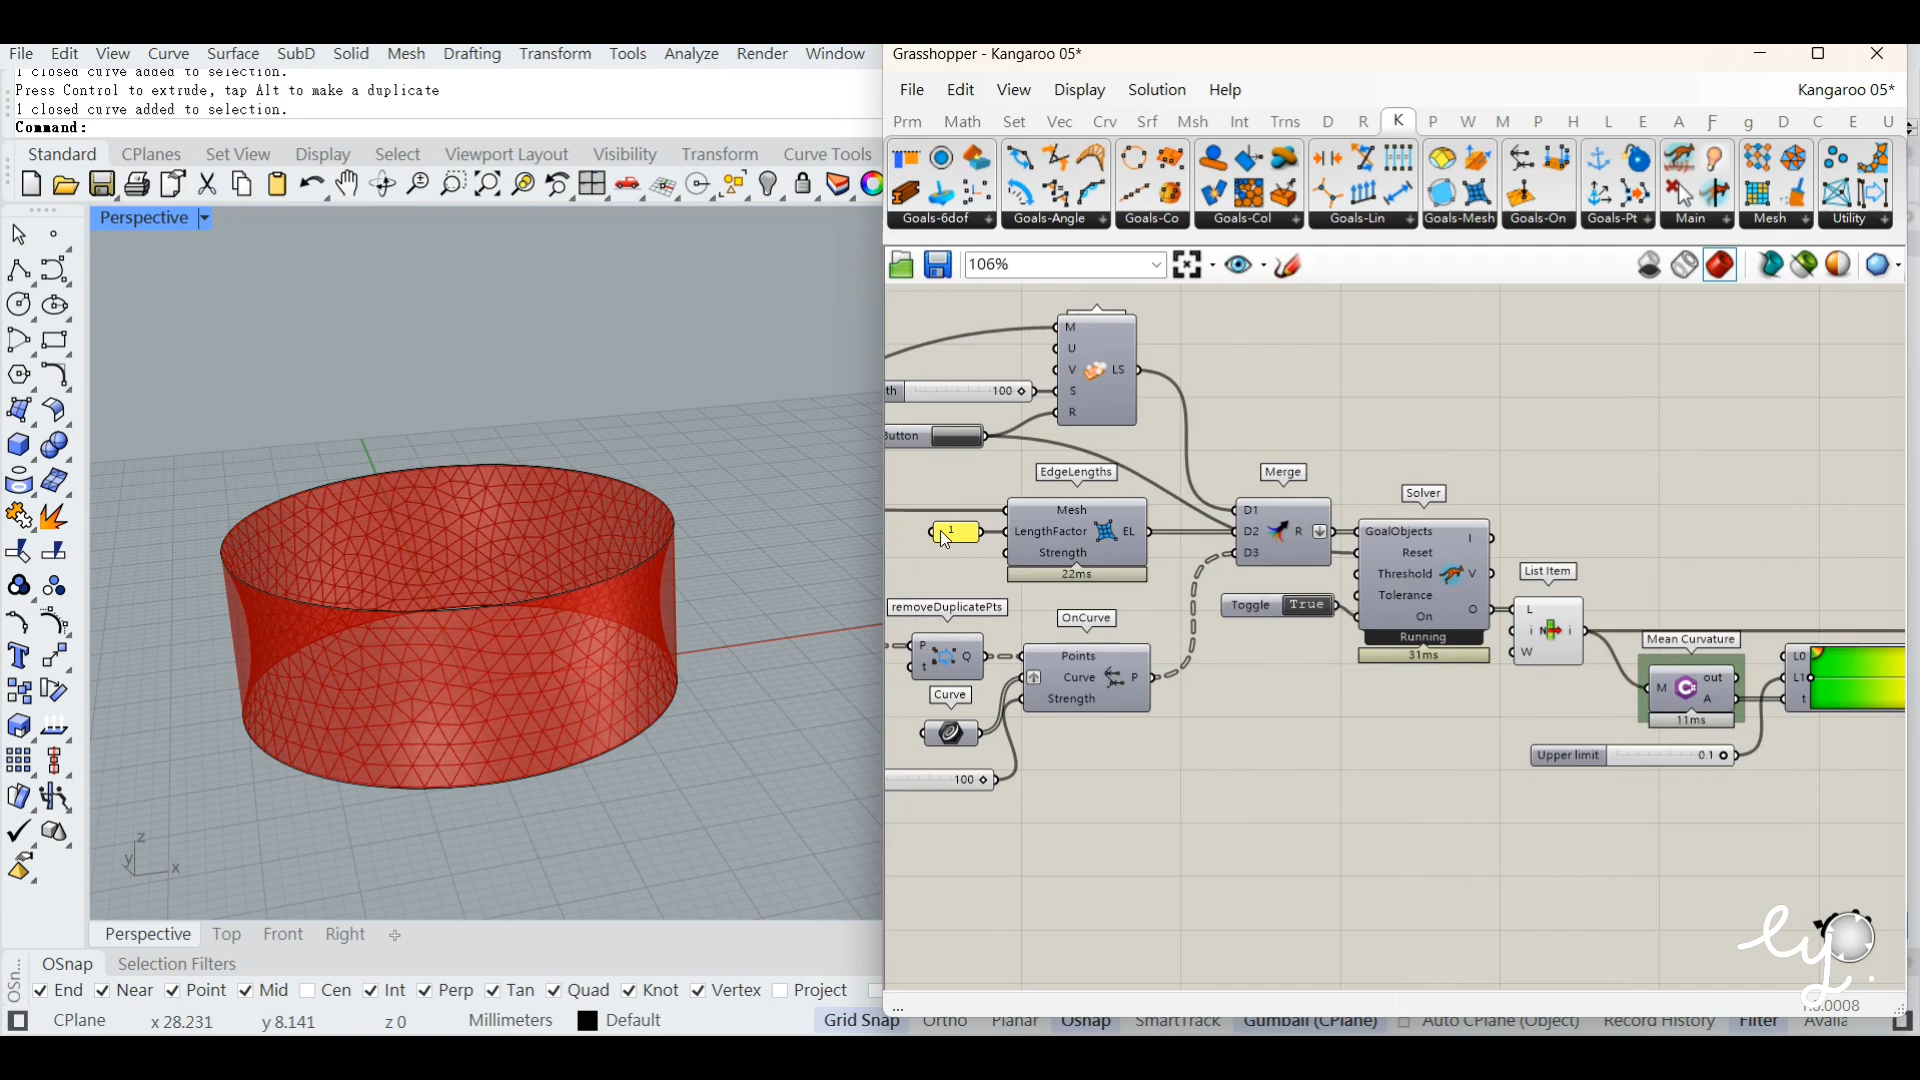 File Edit View Curve Surface SubD Solid Mesh Drafting Transform Tools Analyze Render Window
1 closed curve added to selection.
Press Control to extrude, tap Alt to make a duplicate
1 closed curve added to selection.
Command:
Standard CPlanes Set View Display Select Viewport Layout Visibility Transform Curve Tools
Perspective
z
y x
Perspective Top Front Right
OSn...
OSnap Selection Filters
End Near Point Mid Cen Int Perp Tan Quad Knot Vertex Project
CPlane x 28.231 y 8.141 z 0 Millimeters Default Grid Snap Ortho Planar Osnap SmartTrack Gumball (CPlane) Auto CPlane (Object) Record History Filter Availa
Grasshopper - Kangaroo 05*
File Edit View Display Solution Help Kangaroo 05*
Prm Math Set Vec Crv Srf Msh Int Trns D R K P W M P H L E A F g D C E U
Goals-6dof Goals-Angle Goals-Co Goals-Col Goals-Lin Goals-Mesh Goals-On Goals-Pt Main Mesh Utility
106%
M
U
V LS
S
R
th 100
Button
EdgeLengths
Mesh
LengthFactor EL
Strength
22ms
1
Merge
D1
D2 R
D3
Solver
GoalObjects I
Reset
Threshold V
Tolerance
On O
Running
31ms
Toggle True
List Item
L
i N i
W
removeDuplicatePts
P Q
t
OnCurve
Points
Curve P
Strength
Curve
100
Mean Curvature
M out
A
11ms
L0
L1
t
Upper limit 0.1
ly..
...
1.0.0008